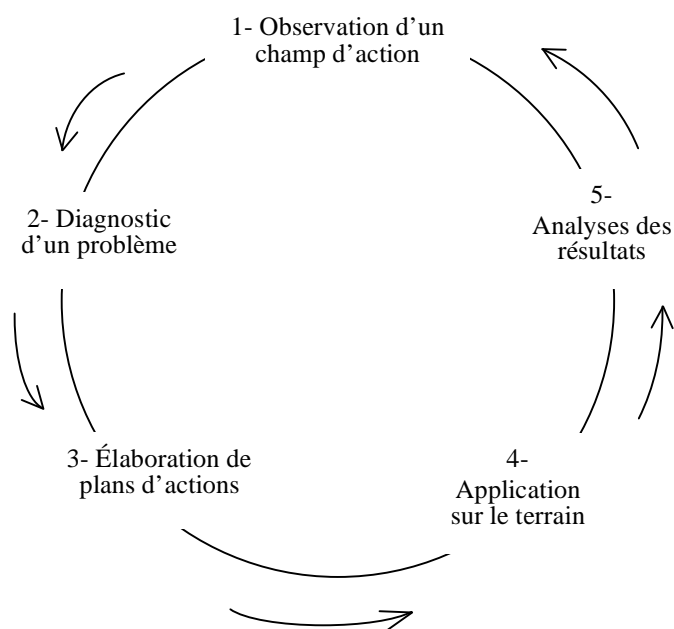 1- Observation d’un
champ d’action
2- Diagnostic
d’un problème
3- Élaboration de
plans d’actions
4-
Application
sur le terrain
5-
Analyses des
résultats